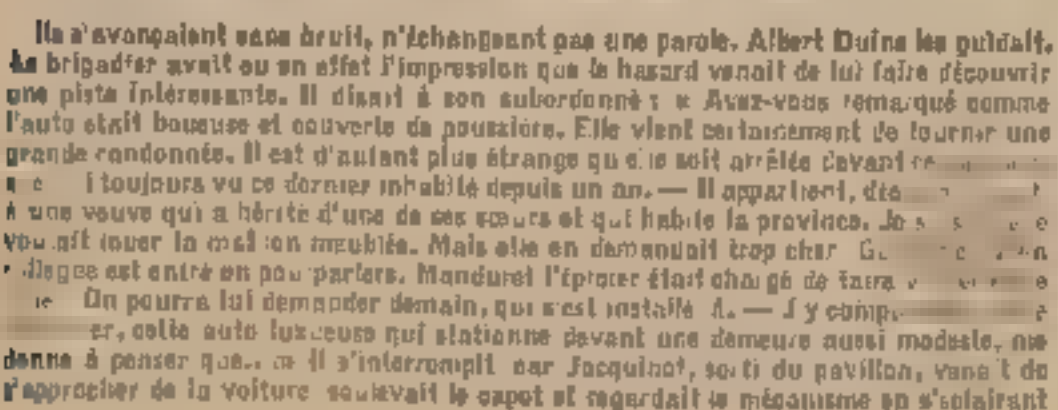 Ils s'avançaient sans bruit, n'échangeant pas une parole. Albert Duine les guidait.
Le brigadier avait eu en effet l'impression que le hasard venait de lui faire découvrir
une piste intéressante. Il disait à son subordonné : « Avez-vous remarqué comme
l'auto était boueuse et couverte de poussière. Elle vient certainement de fournir une
grande randonnée. Il est d'autant plus étrange qu'elle soit arrêtée devant
toujours vu ce dernier inhabité depuis un an. — Il appartient,
à une veuve qui a hérité d'une de ses sœurs et qui habite la province. Je
louer la maison meublée. Mais elle en demandait trop cher
est entré en pourparlers. Mandurel l'épicier était chargé de faire
On pourra lui demander demain, qui s'est installé là. — J'y
cette auto luxueuse qui stationne devant une demeure aussi modeste, me
donne à penser que... » Il s'interrompit car Jacquinot, sorti du pavillon, venait de
s'approcher de la voiture soulevait le capot et regardait le mécanisme en s'éclairant